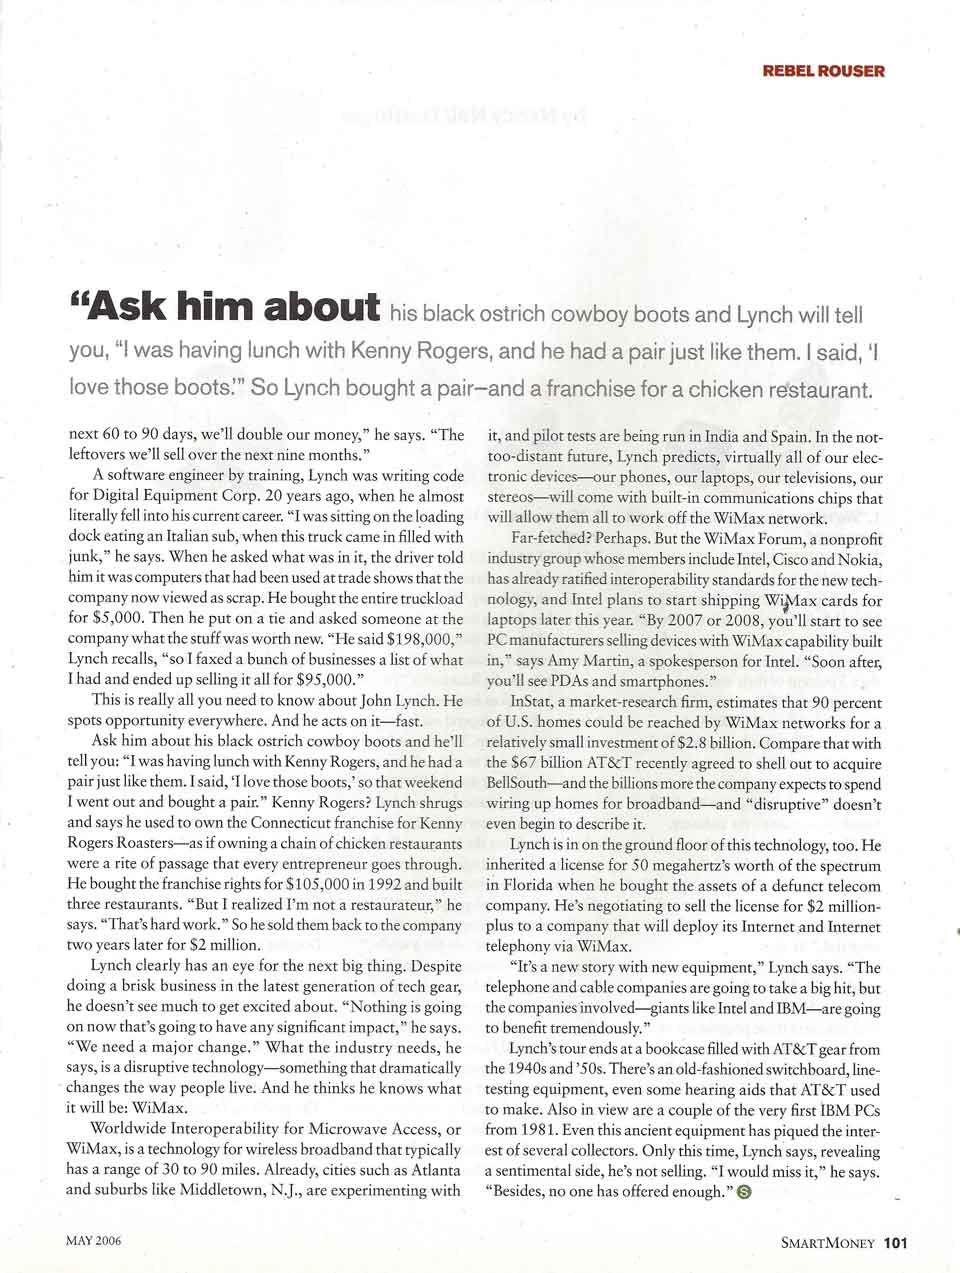 REBEL ROUSER
“Ask him about his black ostrich cowboy boots and Lynch will tell
you, “I was having lunch with Kenny Rogers, and he had a pair just like them. I said, ‘I
love those boots.’” So Lynch bought a pair—and a franchise for a chicken restaurant.
next 60 to 90 days, we’ll double our money,” he says. “The
leftovers we’ll sell over the next nine months.”
A software engineer by training, Lynch was writing code
for Digital Equipment Corp. 20 years ago, when he almost
literally fell into his current career. “I was sitting on the loading
dock eating an Italian sub, when this truck came in filled with
junk,” he says. When he asked what was in it, the driver told
him it was computers that had been used at trade shows that the
company now viewed as scrap. He bought the entire truckload
for $5,000. Then he put on a tie and asked someone at the
company what the stuff was worth new. “He said $198,000,”
Lynch recalls, “so I faxed a bunch of businesses a list of what
I had and ended up selling it all for $95,000.”
This is really all you need to know about John Lynch. He
spots opportunity everywhere. And he acts on it—fast.
Ask him about his black ostrich cowboy boots and he’ll
tell you: “I was having lunch with Kenny Rogers, and he had a
pair just like them. I said, ‘I love those boots,’ so that weekend
I went out and bought a pair.” Kenny Rogers? Lynch shrugs
and says he used to own the Connecticut franchise for Kenny
Rogers Roasters—as if owning a chain of chicken restaurants
were a rite of passage that every entrepreneur goes through.
He bought the franchise rights for $105,000 in 1992 and built
three restaurants. “But I realized I’m not a restaurateur,” he
says. “That’s hard work.” So he sold them back to the company
two years later for $2 million.
Lynch clearly has an eye for the next big thing. Despite
doing a brisk business in the latest generation of tech gear,
he doesn’t see much to get excited about. “Nothing is going
on now that’s going to have any significant impact,” he says.
“We need a major change.” What the industry needs, he
says, is a disruptive technology—something that dramatically
changes the way people live. And he thinks he knows what
it will be: WiMax.
Worldwide Interoperability for Microwave Access, or
WiMax, is a technology for wireless broadband that typically
has a range of 30 to 90 miles. Already, cities such as Atlanta
and suburbs like Middletown, N.J., are experimenting with
it, and pilot tests are being run in India and Spain. In the not-
too-distant future, Lynch predicts, virtually all of our elec-
tronic devices—our phones, our laptops, our televisions, our
stereos—will come with built-in communications chips that
will allow them all to work off the WiMax network.
Far-fetched? Perhaps. But the WiMax Forum, a nonprofit
industry group whose members include Intel, Cisco and Nokia,
has already ratified interoperability standards for the new tech-
nology, and Intel plans to start shipping WiMax cards for
laptops later this year. “By 2007 or 2008, you’ll start to see
PC manufacturers selling devices with WiMax capability built
in,” says Amy Martin, a spokesperson for Intel. “Soon after,
you’ll see PDAs and smartphones.”
InStat, a market-research firm, estimates that 90 percent
of U.S. homes could be reached by WiMax networks for a
relatively small investment of $2.8 billion. Compare that with
the $67 billion AT&T recently agreed to shell out to acquire
BellSouth—and the billions more the company expects to spend
wiring up homes for broadband—and “disruptive” doesn’t
even begin to describe it.
Lynch is in on the ground floor of this technology, too. He
inherited a license for 50 megahertz’s worth of the spectrum
in Florida when he bought the assets of a defunct telecom
company. He’s negotiating to sell the license for $2 million-
plus to a company that will deploy its Internet and Internet
telephony via WiMax.
“It’s a new story with new equipment,” Lynch says. “The
telephone and cable companies are going to take a big hit, but
the companies involved—giants like Intel and IBM—are going
to benefit tremendously.”
Lynch’s tour ends at a bookcase filled with AT&T gear from
the 1940s and ’50s. There’s an old-fashioned switchboard, line-
testing equipment, even some hearing aids that AT&T used
to make. Also in view are a couple of the very first IBM PCs
from 1981. Even this ancient equipment has piqued the inter-
est of several collectors. Only this time, Lynch says, revealing
a sentimental side, he’s not selling. “I would miss it,” he says.
“Besides, no one has offered enough.” S
MAY 2006
SMARTMONEY 101